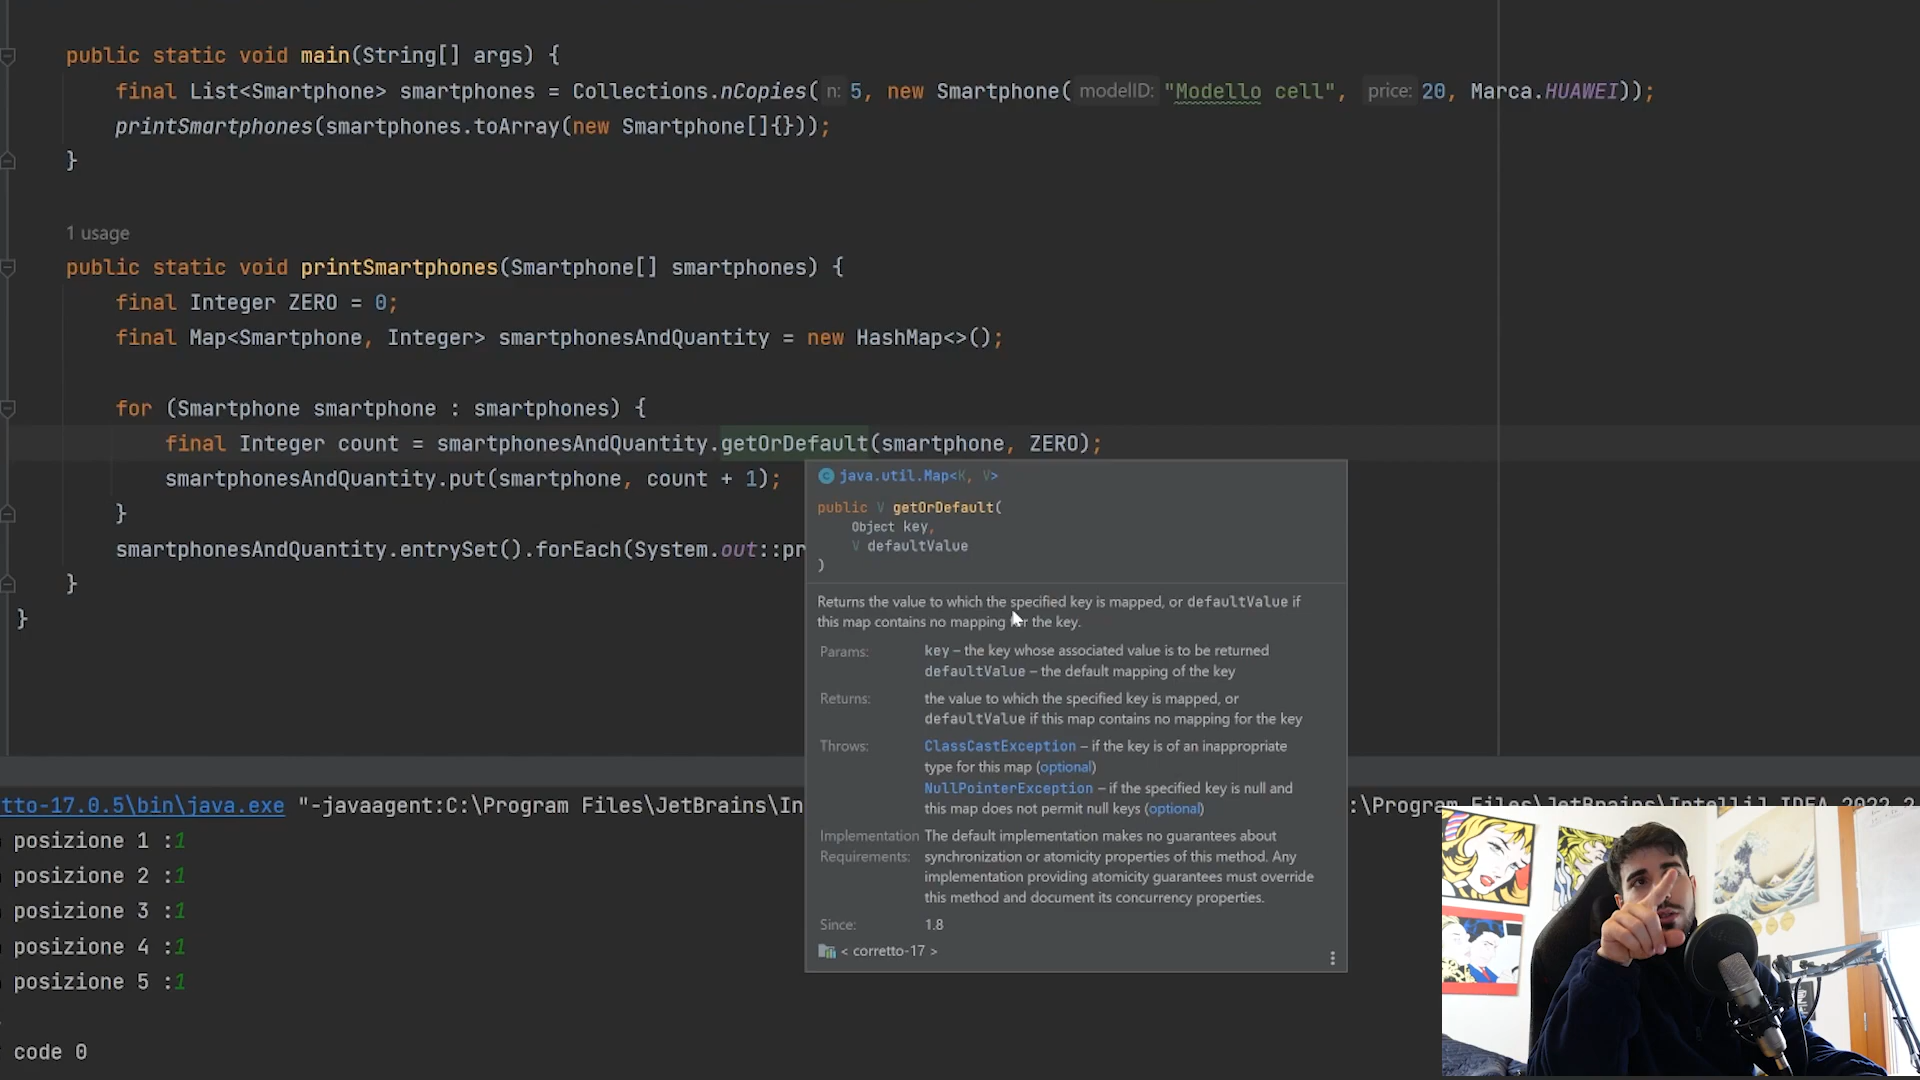 public static void main(String[] args) {
final List<Smartphone> smartphones = Collections.nCopies( n: 5, new Smartphone( modelID: "Modello cell", price: 20, Marca.HUAWEI));
printSmartphones(smartphones.toArray(new Smartphone[]{}));
}
1 usage
public static void printSmartphones(Smartphone[] smartphones) {
final Integer ZERO = 0;
final Map<Smartphone, Integer> smartphonesAndQuantity = new HashMap<>();
for (Smartphone smartphone : smartphones) {
final Integer count = smartphonesAndQuantity.getOrDefault(smartphone, ZERO);
smartphonesAndQuantity.put(smartphone, count + 1);
}
smartphonesAndQuantity.entrySet().forEach(System.out::pr
}
}
java.util.Map<K, V>
public V getOrDefault(
Object key,
V defaultValue
)
Returns the value to which the specified key is mapped, or defaultValue if
this map contains no mapping for the key.
Params: key – the key whose associated value is to be returned
defaultValue – the default mapping of the key
Returns: the value to which the specified key is mapped, or
defaultValue if this map contains no mapping for the key
Throws: ClassCastException – if the key is of an inappropriate
type for this map (optional)
NullPointerException – if the specified key is null and
this map does not permit null keys (optional)
Implementation The default implementation makes no guarantees about
Requirements: synchronization or atomicity properties of this method. Any
implementation providing atomicity guarantees must override
this method and document its concurrency properties.
Since: 1.8
< corretto-17 >
tto-17.0.5\bin\java.exe "-javaagent:C:\Program Files\JetBrains\In :\Program Files\JetBrains\IntelliJ IDEA 2022.2
posizione 1 :1
posizione 2 :1
posizione 3 :1
posizione 4 :1
posizione 5 :1
code 0